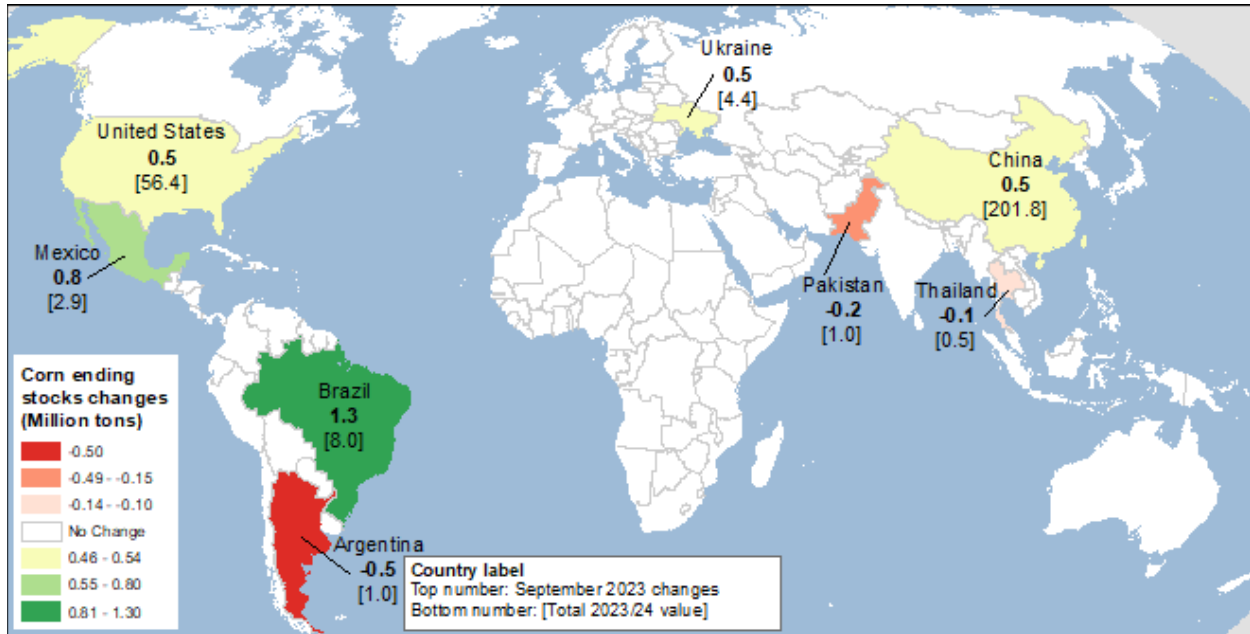 Ukraine
0.5
[4.4]
United States
0.5
[56.4]
China
0.5
[201.8]
Mexico
0.8
[2.9]
Pakistan
-0.2
[1.0]
Thailand
-0.1
[0.5]
Brazil
1.3
[8.0]
Argentina
-0.5
[1.0]
Corn ending
stocks changes
(Million tons)
-0.50
-0.49 - -0.15
-0.14 - -0.10
No Change
0.46 - 0.54
0.55 - 0.80
0.81 - 1.30
Country label
Top number: September 2023 changes
Bottom number: [Total 2023/24 value]